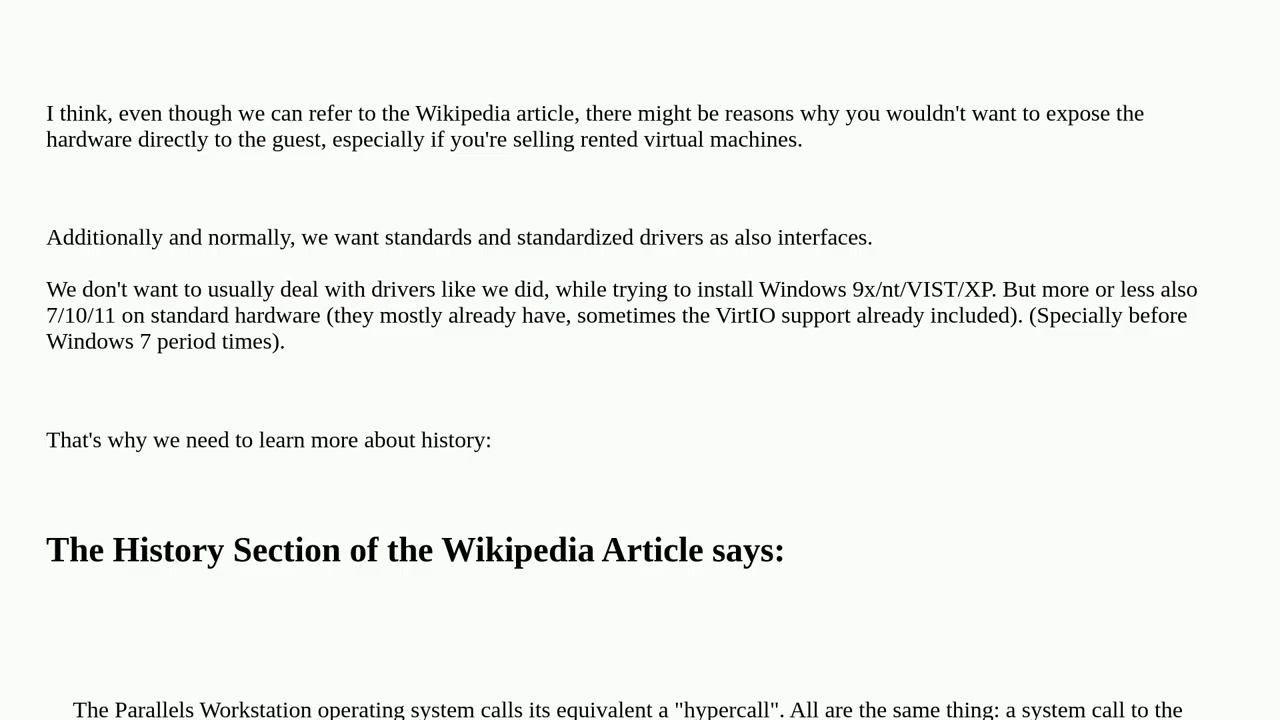 I think, even though we can refer to the Wikipedia article, there might be reasons why you wouldn't want to expose the
hardware directly to the guest, especially if you're selling rented virtual machines.
Additionally and normally, we want standards and standardized drivers as also interfaces.
We don't want to usually deal with drivers like we did, while trying to install Windows 9x/nt/VIST/XP. But more or less also
7/10/11 on standard hardware (they mostly already have, sometimes the VirtIO support already included). (Specially before
Windows 7 period times).
That's why we need to learn more about history:
The History Section of the Wikipedia Article says:
The Parallels Workstation operating system calls its equivalent a "hypercall". All are the same thing: a system call to the